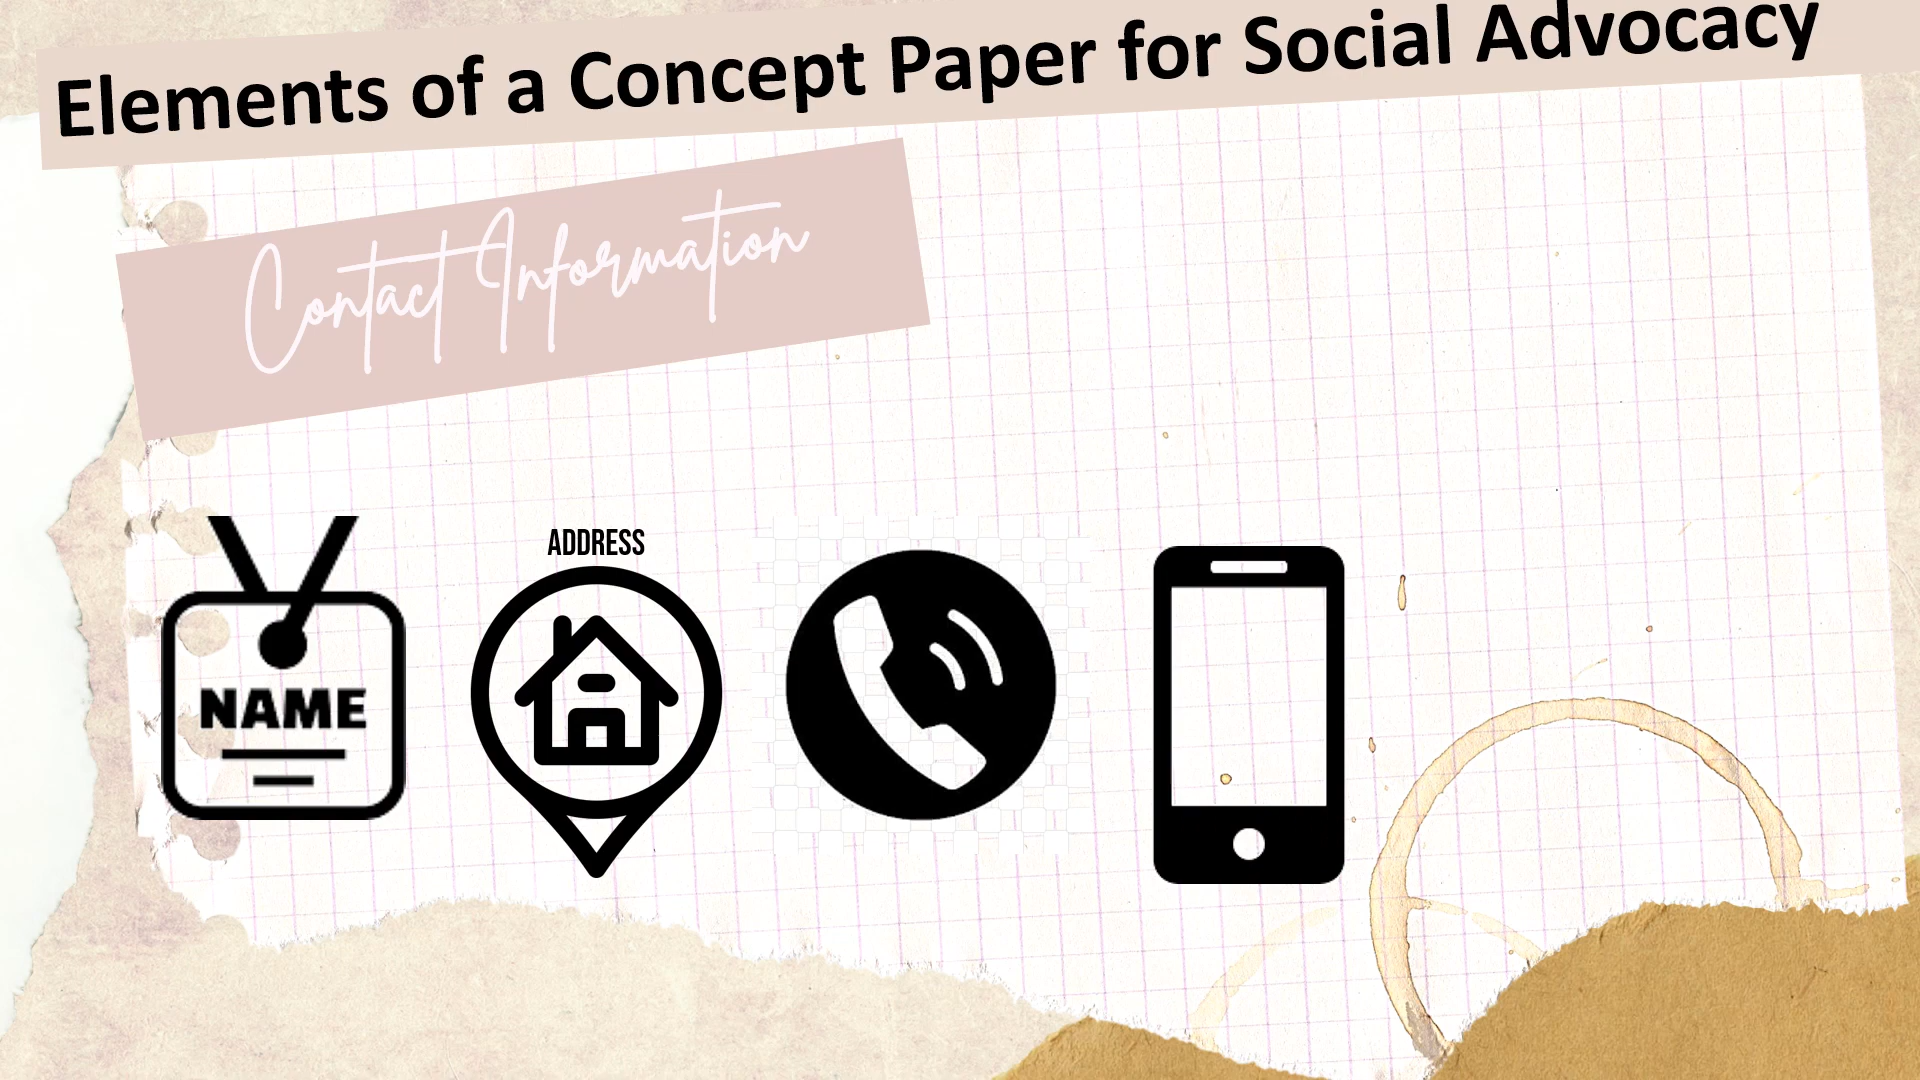 Elements of a Concept Paper for Social Advocacy
Contact Information
ADDRESS
NAME